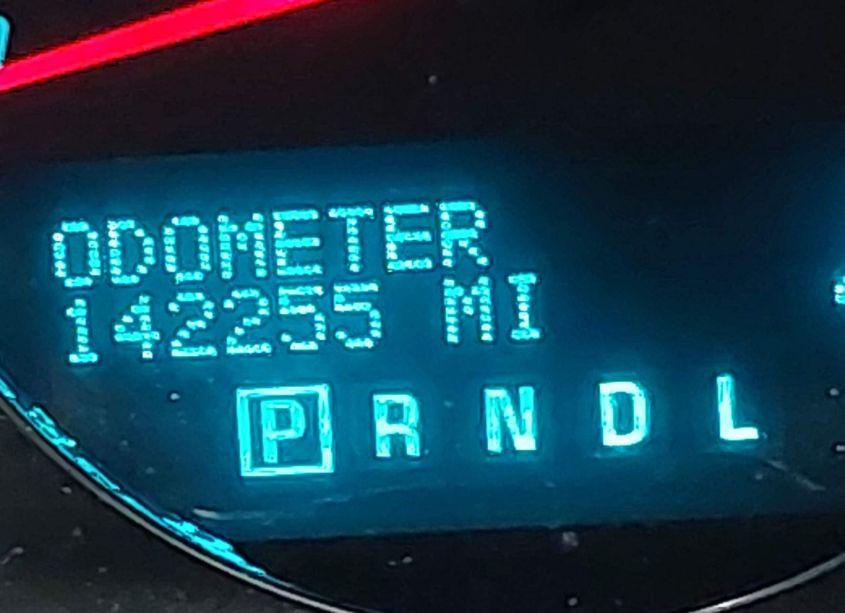 ODOMETER
142255 MI
P R N D L